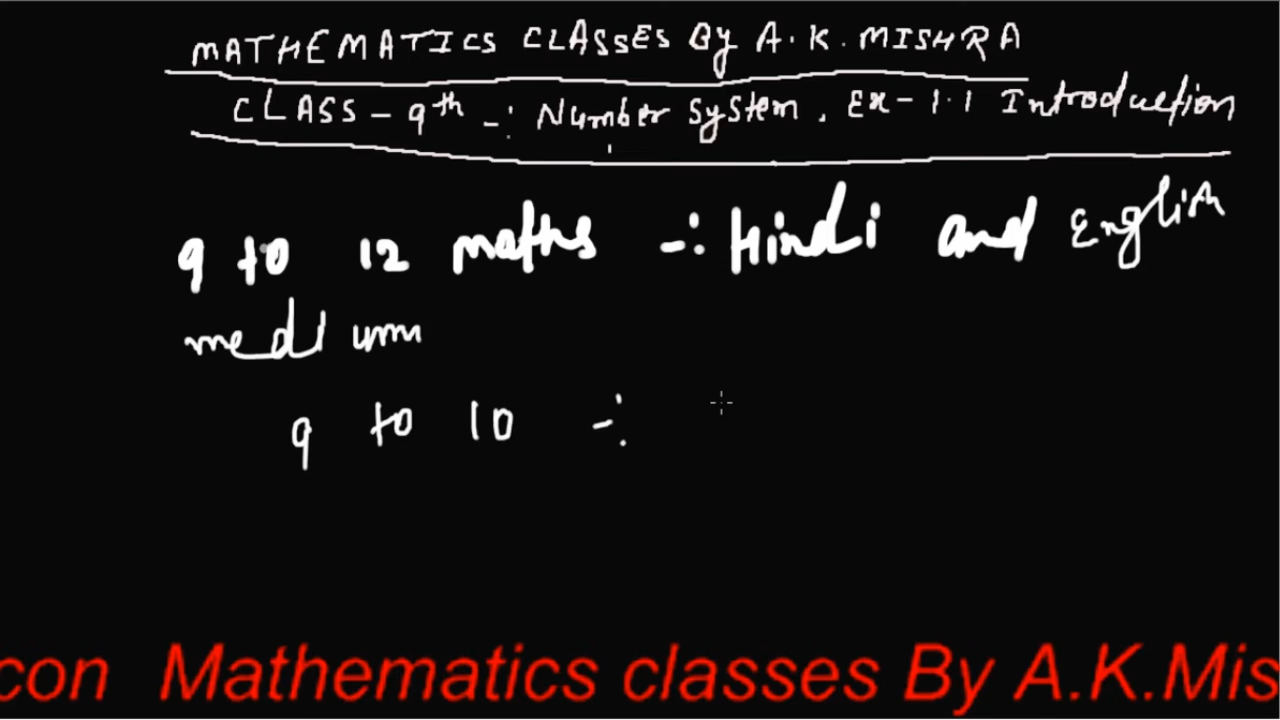 MATHEMATICS CLASSES By A.K. MISHRA
CLASS - 9th -: Number System. Ex - 1.1 Introduction
9 to 12 maths -: Hindi and English
medium
9 to 10 -:
con Mathematics classes By A.K.Mis